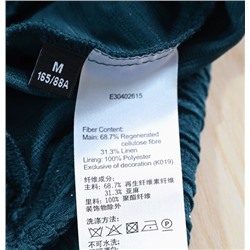 M
165/88A
E30402615
Fiber Content:
Main: 68.7% Regenerated
cellulose fibre
31.3% Linen
Lining: 100% Polyester
Exclusive of decoration (K019)
纤维成分:
主料: 68.7% 再生纤维素纤维
31.3% 亚麻
里料: 100% 聚酯纤维
装饰物除外
洗涤方法: